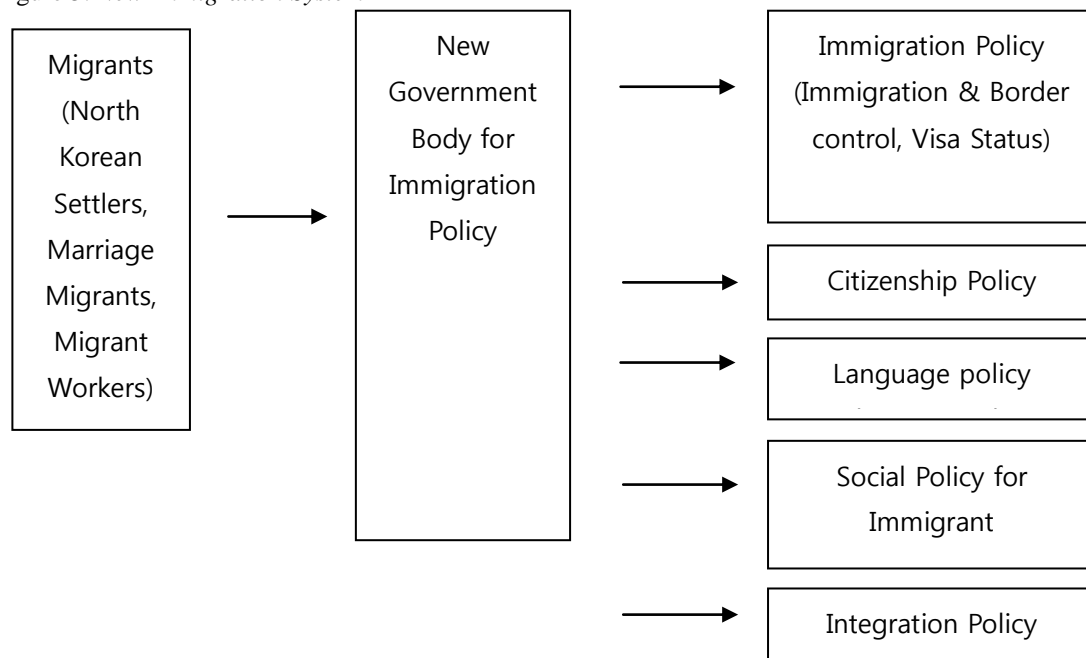 Migrants
(North
Korean
Settlers,
Marriage
Migrants,
Migrant
Workers)
New
Government
Body for
Immigration
Policy
Immigration Policy
(Immigration & Border
control, Visa Status)
Citizenship Policy
Language policy
Social Policy for
Immigrant
Integration Policy